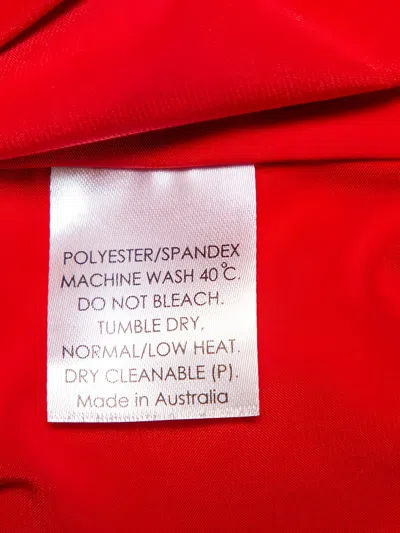 POLYESTER/SPANDEX
MACHINE WASH 40°C.
DO NOT BLEACH.
TUMBLE DRY,
NORMAL/LOW HEAT.
DRY CLEANABLE (P).
Made in Australia